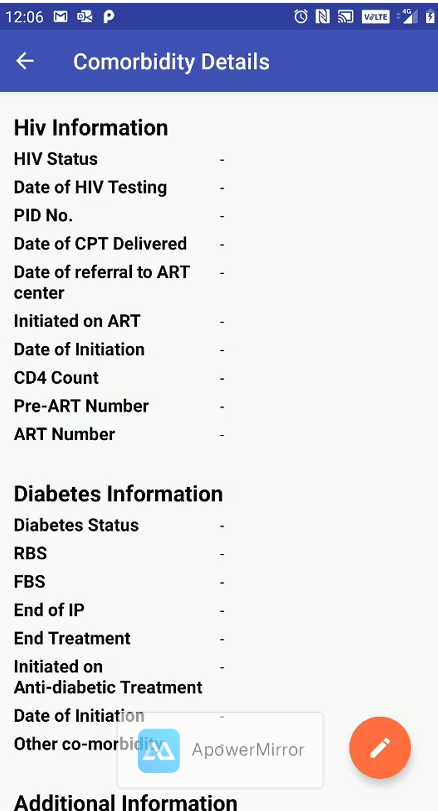 12:06 VoLTE 4G
Comorbidity Details
Hiv Information
HIV Status -
Date of HIV Testing -
PID No. -
Date of CPT Delivered -
Date of referral to ART -
center
Initiated on ART -
Date of Initiation -
CD4 Count -
Pre-ART Number -
ART Number -
Diabetes Information
Diabetes Status -
RBS -
FBS -
End of IP -
End Treatment -
Initiated on -
Anti-diabetic Treatment
Date of Initiation -
Other co-morbidity -
ApowerMirror
Additional Information